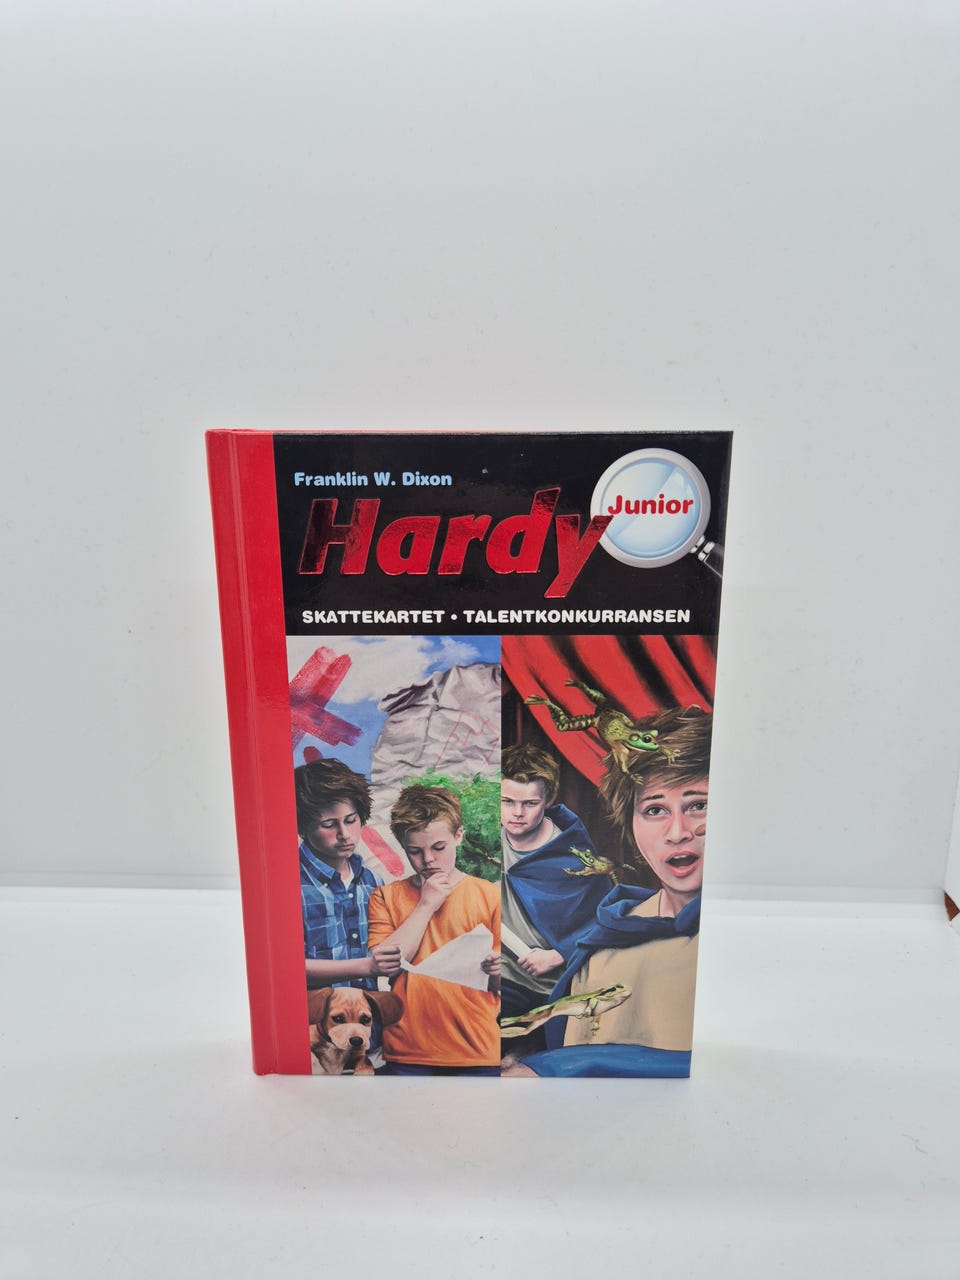 Franklin W. Dixon
Hardy
Junior
SKATTEKARTET • TALENTKONKURRANSEN